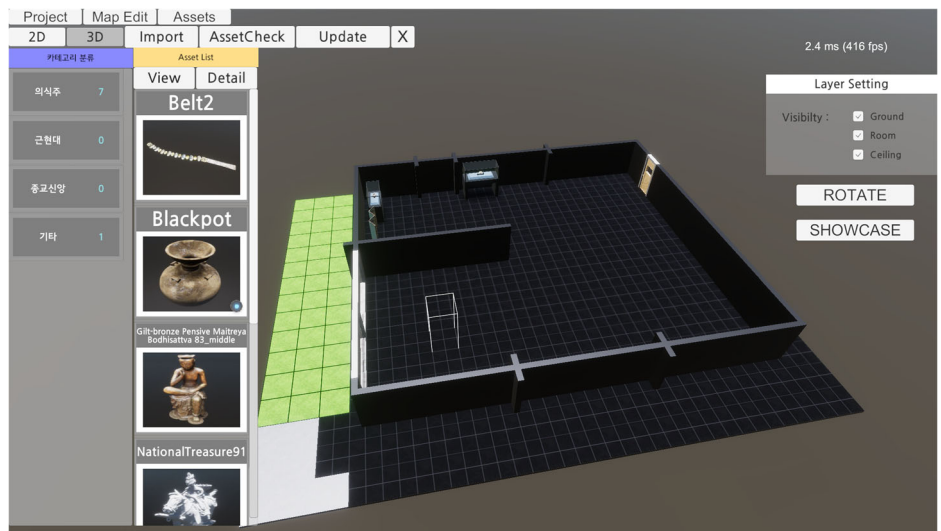 Project Map Edit Assets
2D 3D Import AssetCheck Update X
카테고리 분류
의식주 7
근현대 0
종교신앙 0
기타 1
Asset List
View Detail
Belt2
Blackpot
Gilt-bronze Pensive Maitreya
Bodhisattva 83_middle
NationalTreasure91
2.4 ms (416 fps)
Layer Setting
Visibilty :
Ground
Room
Ceiling
ROTATE
SHOWCASE